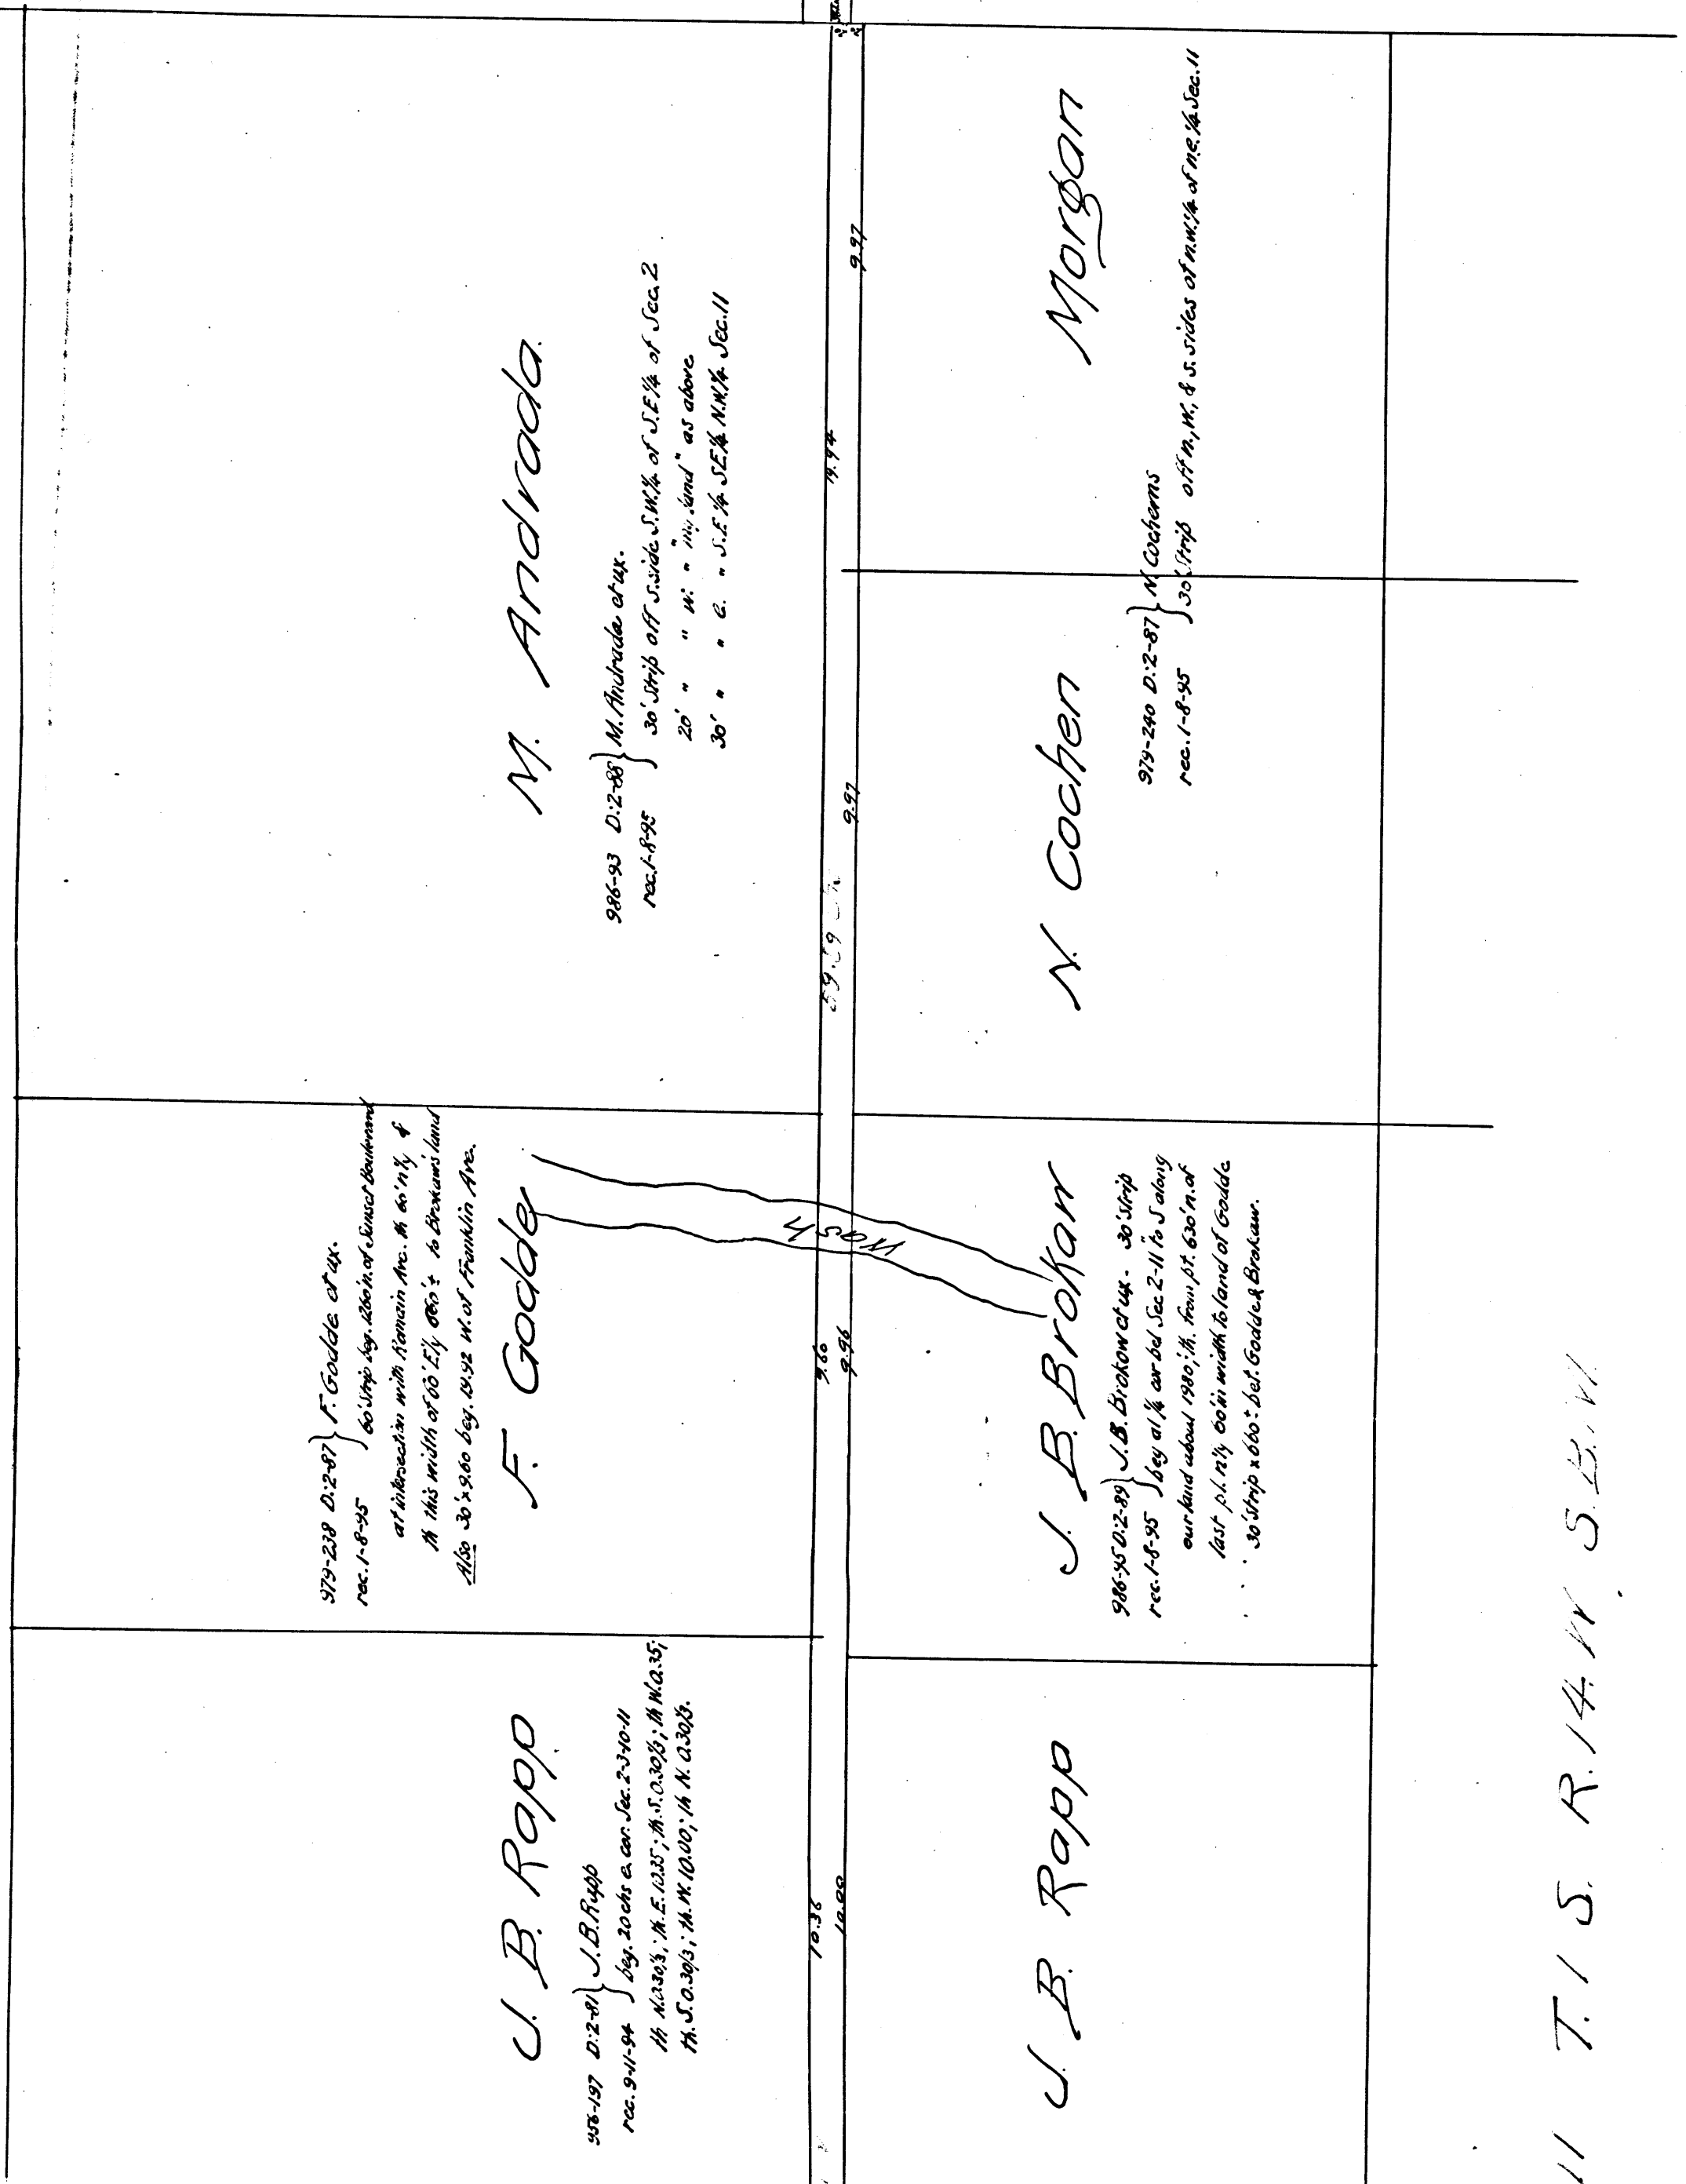 J. B. Rapp
956-197 D:2-81 } J.B. Rapp
rec. 9-11-94 } beg. 20 chs e. cor. Sec. 2-3-10-11
th N.0.30⅓; th. E. 10.35; th. S.0.30⅓; th W.0.35;
th. S.0.30⅓; th. W. 10.00; th N. 0.30⅓.
979-238 D:2-87 } F. Godde et ux.
rec. 1-8-95 } 60' strip beg. 1260' n. of Sunset Boulevard
at intersection with Romain Ave. th 60' n'ly &
th this width of 60' E'ly 660' ± to Brokaws land
Also 30' x 9.60 beg. 19.92 W. of Franklin Ave.
F. Godde
M. Andrada
986-93 D:2-88 } M. Andrada et ux.
rec. 1-8-95 } 30' Strip off s. side S.W.¼ of S.E.¼ of Sec. 2
20' " " w. " "my land" as above
30' " " e. " S.E.¼ SE¼ N.W.¼ Sec. 11
10.36
9.60
19.94
10.00
9.96
9.97
9.97
Wash
J. B. Rapp
J. B. Brokaw
986-95 D:2-89 } J.B. Brokow et ux. - 30' strip
rec. 1-8-95 } beg at ¼ cor bet Sec 2-11 to S along
our land about 1980; th. from pt. 630' n. of
last pt. n'ly 60' in width to land of Godde
30' strip x 660 ± bet. Godde & Brokaw.
N. Cochen
979-240 D:2-87 } N. Cochems
rec. 1-8-95 } 30' Strip off n., w., & s. sides of n.w.¼ of n.e.¼ Sec. 11
Morgan
11 T. 1 S. R. 14. W S. B. M.